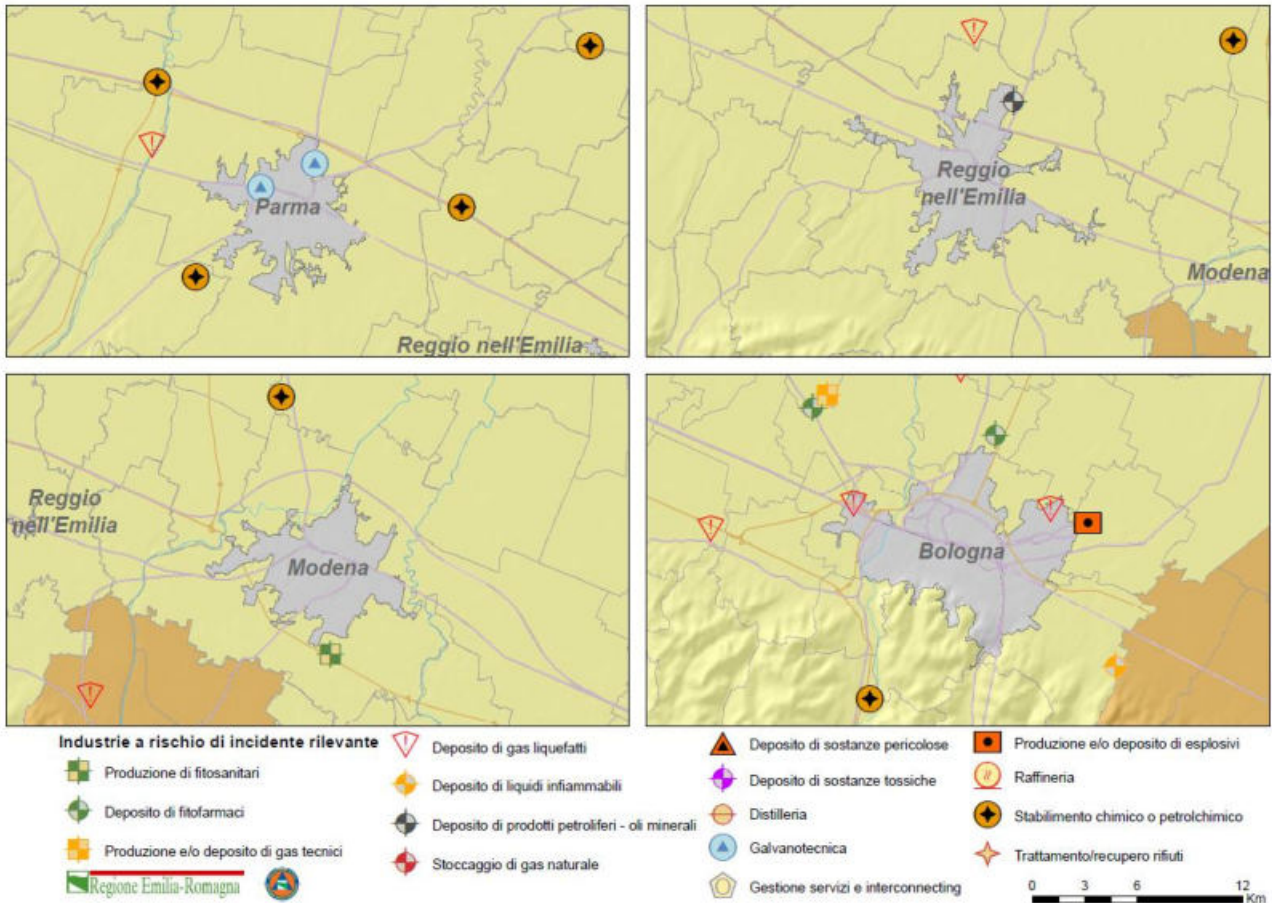 Parma
Reggio nell'Emilia
Reggio
nell'Emilia
Modena
Reggio
nell'Emilia
Modena
Bologna
Industrie a rischio di incidente rilevante
Produzione di fitosanitari
Deposito di fitofarmaci
Produzione e/o deposito di gas tecnici
Regione Emilia-Romagna
Deposito di gas liquefatti
Deposito di liquidi infiammabili
Deposito di prodotti petroliferi - oli minerali
Stoccaggio di gas naturale
Deposito di sostanze pericolose
Deposito di sostanze tossiche
Distilleria
Galvanotecnica
Gestione servizi e interconnecting
Produzione e/o deposito di esplosivi
Raffineria
Stabilimento chimico o petrolchimico
Trattamento/recupero rifiuti
0 3 6 12
Km